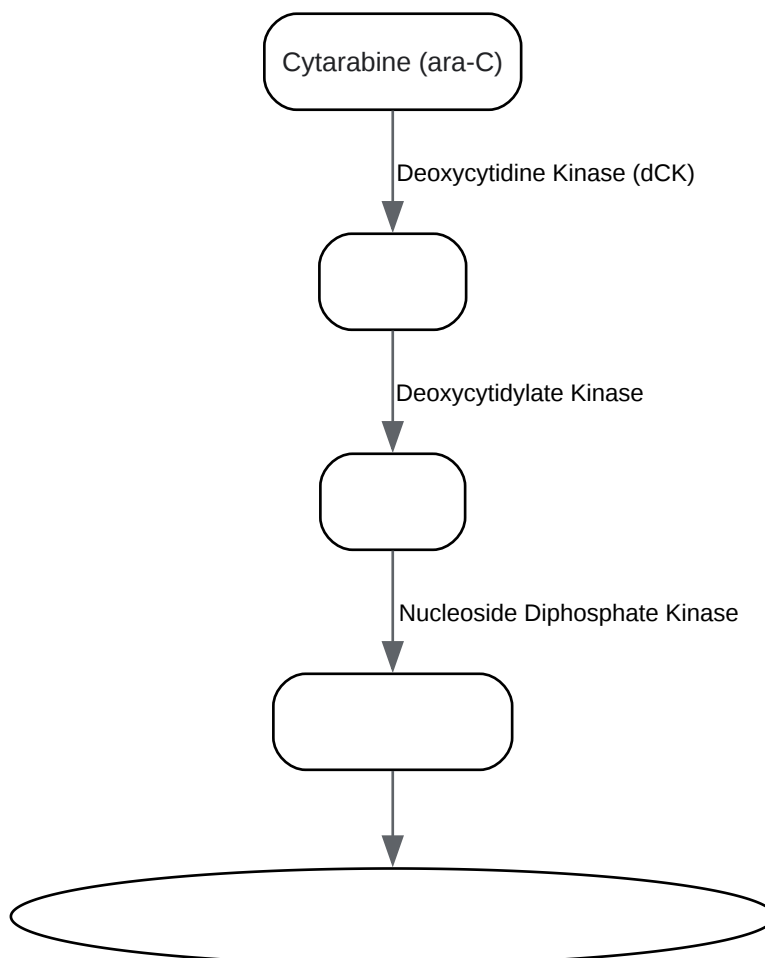 Cytarabine (ara-C)
Deoxycytidine Kinase (dCK)
Deoxycytidylate Kinase
Nucleoside Diphosphate Kinase